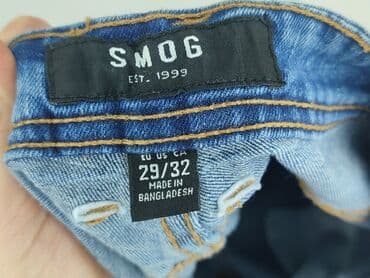 SMOG
EST. 1999
EU US CA
29/32
MADE IN
BANGLADESH